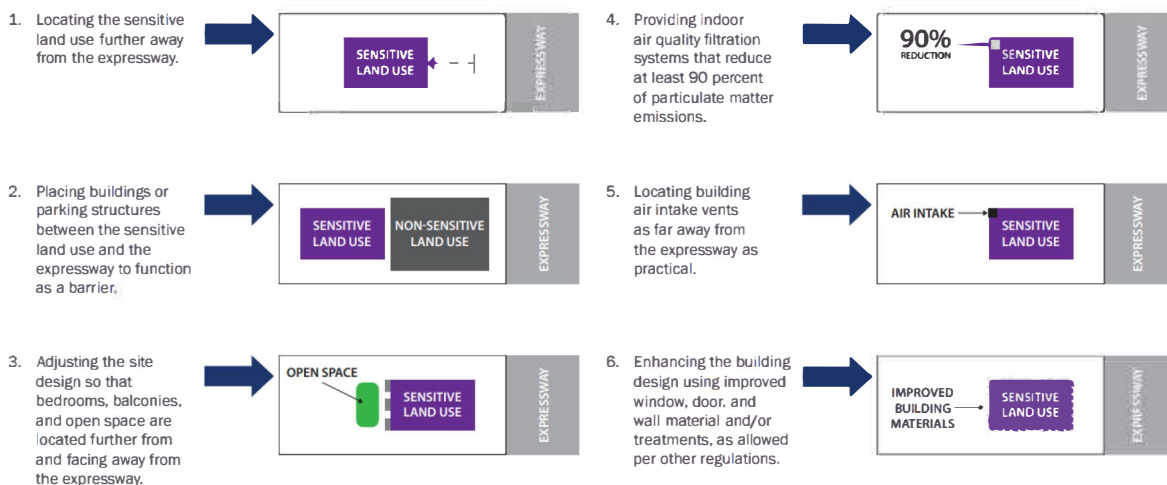 1. Locating the sensitive
land use further away
from the expressway.
SENSITIVE
LAND USE
EXPRESSWAY
2. Placing buildings or
parking structures
between the sensitive
land use and the
expressway to function
as a barrier.
SENSITIVE
LAND USE
NON-SENSITIVE
LAND USE
EXPRESSWAY
3. Adjusting the site
design so that
bedrooms, balconies,
and open space are
located further from
and facing away from
the expressway.
OPEN SPACE
SENSITIVE
LAND USE
EXPRESSWAY
4. Providing indoor
air quality filtration
systems that reduce
at least 90 percent
of particulate matter
emissions.
90%
REDUCTION
SENSITIVE
LAND USE
EXPRESSWAY
5. Locating building
air intake vents
as far away from
the expressway as
practical.
AIR INTAKE
SENSITIVE
LAND USE
EXPRESSWAY
6. Enhancing the building
design using improved
window, door, and
wall material and/or
treatments, as allowed
per other regulations.
IMPROVED
BUILDING
MATERIALS
SENSITIVE
LAND USE
EXPRESSWAY